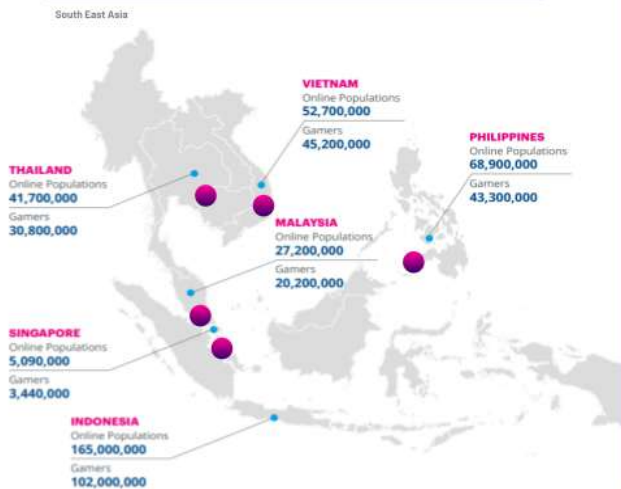 South East Asia
VIETNAM
Online Populations
52,700,000
Gamers
45,200,000
PHILIPPINES
Online Populations
68,900,000
Gamers
43,300,000
THAILAND
Online Populations
41,700,000
Gamers
30,800,000
MALAYSIA
Online Populations
27,200,000
Gamers
20,200,000
SINGAPORE
Online Populations
5,090,000
Gamers
3,440,000
INDONESIA
Online Populations
165,000,000
Gamers
102,000,000